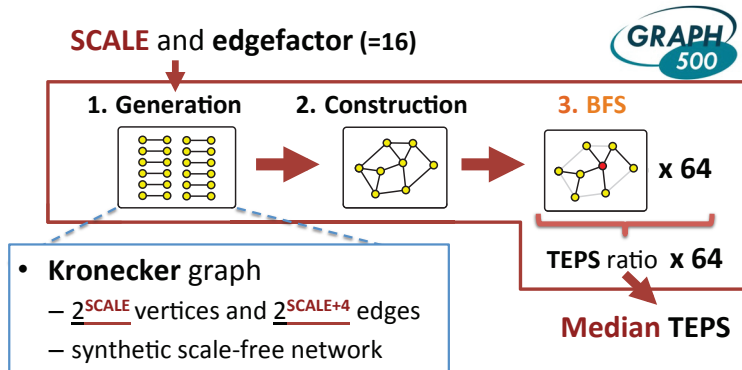 SCALE and edgefactor (=16)
GRAPH
500
1. Generation 2. Construction 3. BFS
x 64
TEPS ratio x 64
• Kronecker graph
– 2SCALE vertices and 2SCALE+4 edges
– synthetic scale-free network
Median TEPS